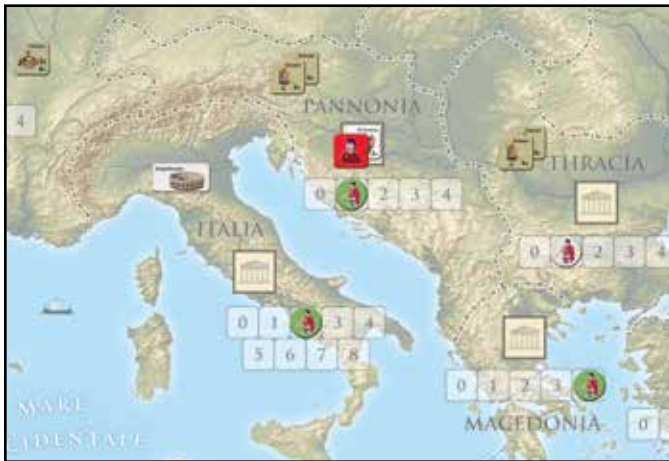 4
PANNONIA
THRACIA
0 2 3 4
ITALIA
0 2 3 4
0 1 3 4
5 6 7 8
0 1 2 3
MARE
CIDENTALE
MACEDONIA
0